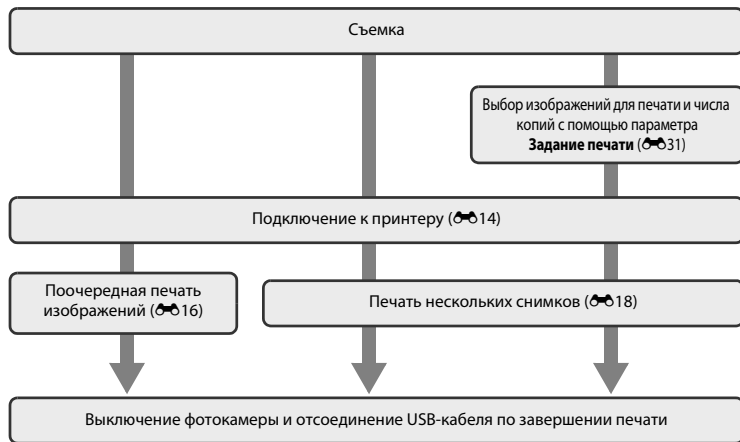 Съемка
Выбор изображений для печати и числа
копий с помощью параметра
Задание печати (31)
Подключение к принтеру (14)
Поочередная печать
изображений (16)
Печать нескольких снимков (18)
Выключение фотокамеры и отсоединение USB-кабеля по завершении печати